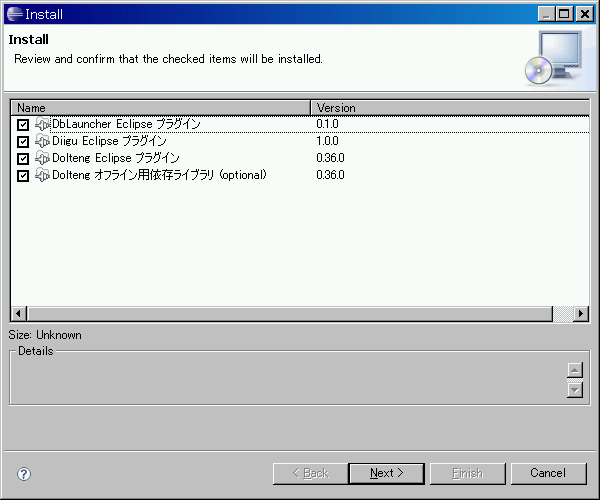 Install
Install
Review and confirm that the checked items will be installed.
Name Version
DbLauncher Eclipse プラグイン 0.1.0
Diigu Eclipse プラグイン 1.0.0
Dolteng Eclipse プラグイン 0.36.0
Dolteng オフライン用依存ライブラリ (optional) 0.36.0
Size: Unknown
Details
? < Back Next > Finish Cancel